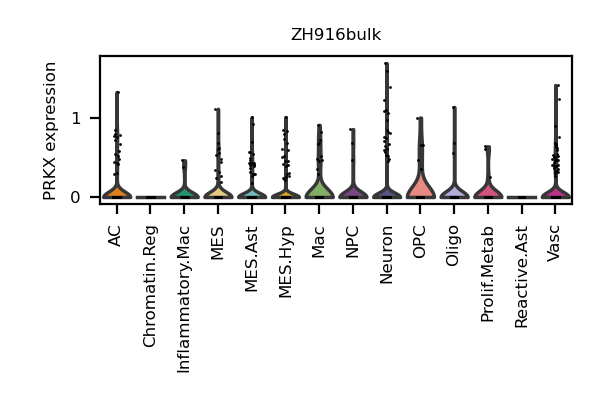 ZH916bulk
PRKX expression
1
0
AC
Chromatin.Reg
Inflammatory.Mac
MES
MES.Ast
MES.Hyp
Mac
NPC
Neuron
OPC
Oligo
Prolif.Metab
Reactive.Ast
Vasc